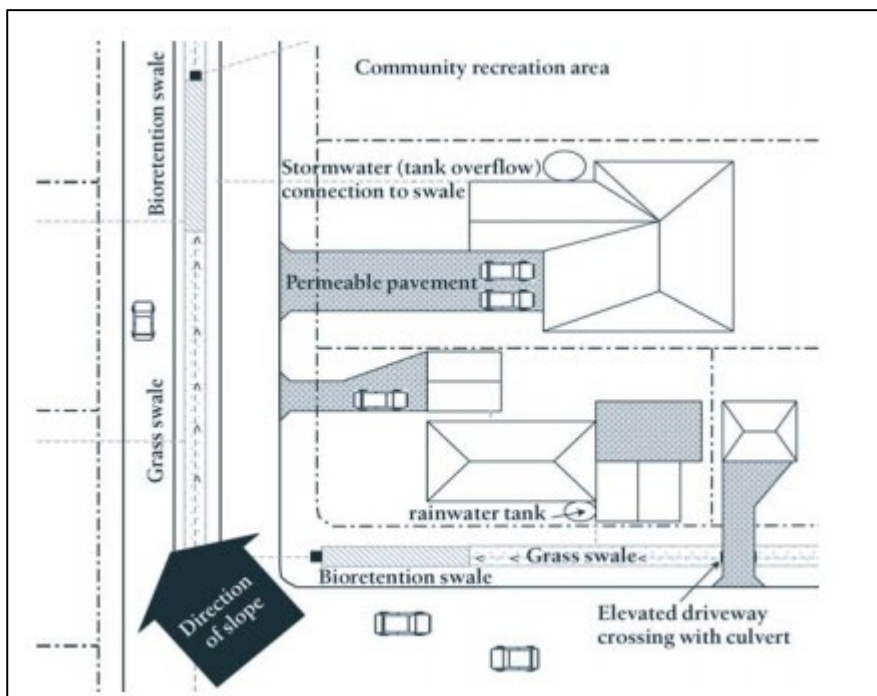 Community recreation area
Bioretention swale
Stormwater (tank overflow)
connection to swale
Permeable pavement
Grass swale
rainwater tank
Grass swale
Bioretention swale
Direction
of slope
Elevated driveway
crossing with culvert